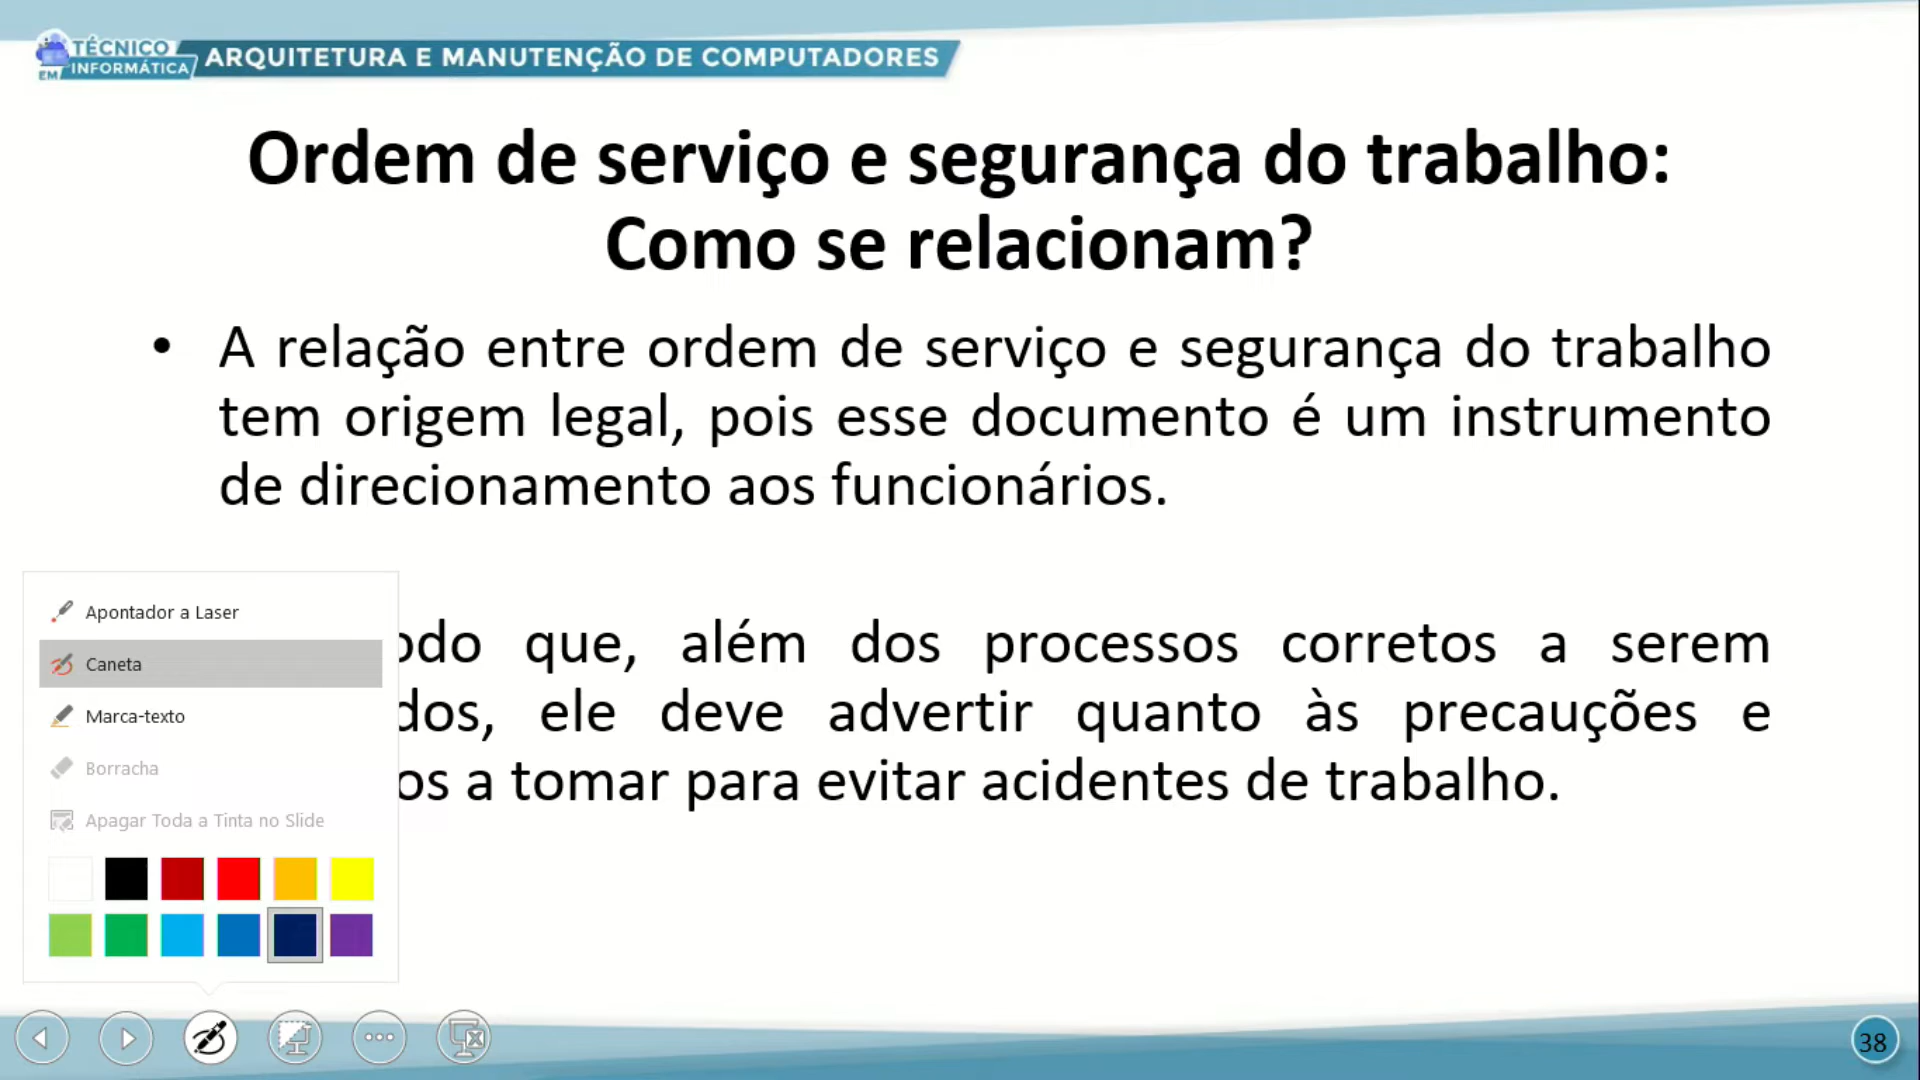 TÉCNICO
EM INFORMÁTICA
ARQUITETURA E MANUTENÇÃO DE COMPUTADORES
Ordem de serviço e segurança do trabalho:
Como se relacionam?
• A relação entre ordem de serviço e segurança do trabalho
tem origem legal, pois esse documento é um instrumento
de direcionamento aos funcionários.
odo que, além dos processos corretos a serem
dos, ele deve advertir quanto às precauções e
os a tomar para evitar acidentes de trabalho.
Apontador a Laser
Caneta
Marca-texto
Borracha
Apagar Toda a Tinta no Slide
38